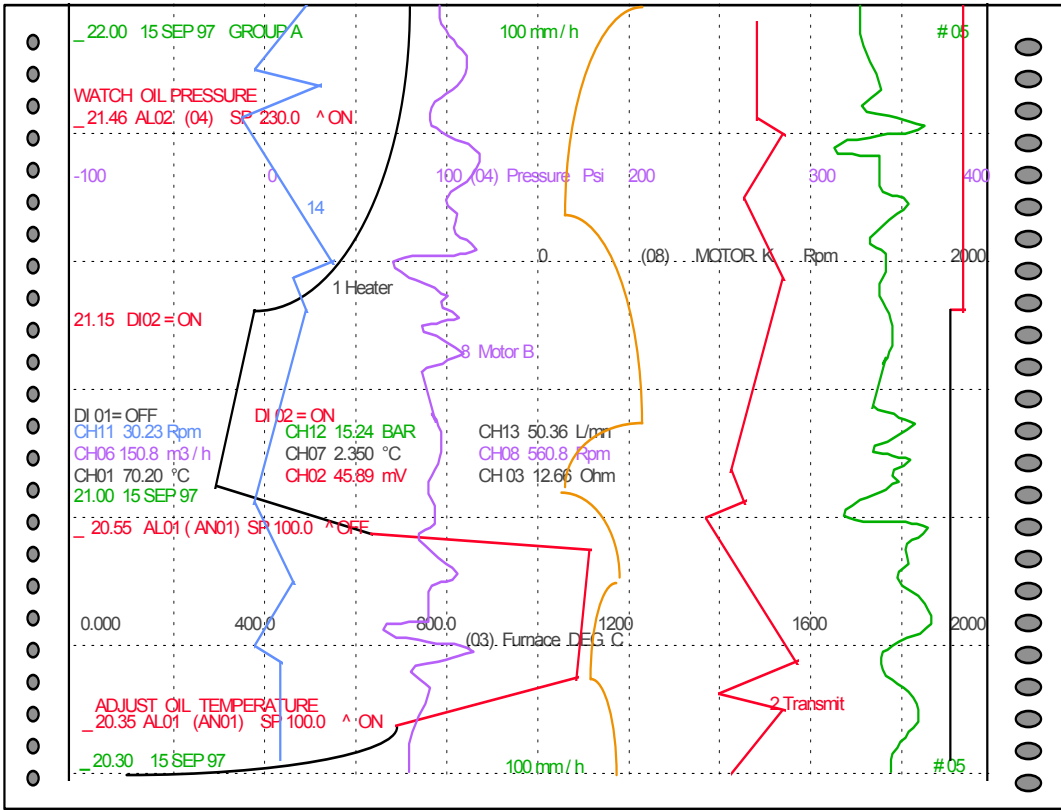 _ 22.00 15 SEP 97 GROUP A 100 mm / h # 05
WATCH OIL PRESSURE
_ 21.46 AL02 (04) SP 230.0 ^ ON
-100 0 100 (04) Pressure Psi 200 300 400
14
0. (08) MOTOR K Rpm 2000
1 Heater
21.15 DI02 = ON
8 Motor B
DI 01 = OFF DI 02 = ON
CH11 30.23 Rpm CH12 15.24 BAR CH13 50.36 L/mn
CH06 150.8 m3 / h CH07 2.350 °C CH08 560.8 Rpm
CH01 70.20 °C CH02 45.89 mV CH 03 12.66 Ohm
21.00 15 SEP 97
_ 20.55 AL01 ( AN01) SP 100.0 ^ OFF
0.000 400.0 800.0 1200 1600 2000
(03). Furnace DEG C
ADJUST OIL TEMPERATURE
2 Transmit
_ 20.35 AL01 (AN01) SP 100.0 ^ ON
_ 20.30 15 SEP 97 100 mm / h # 05